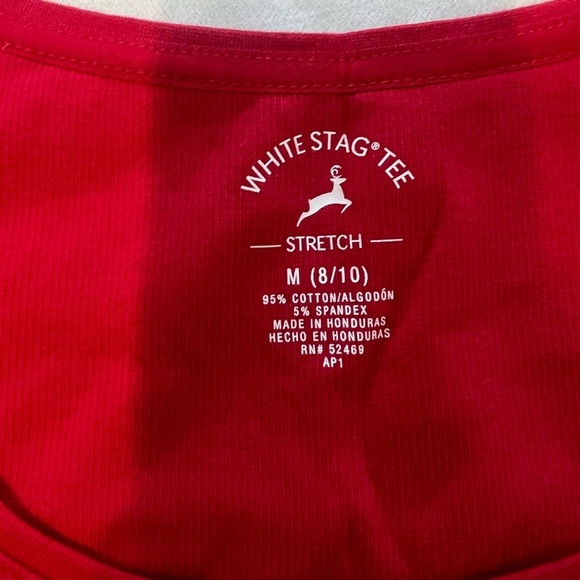 WHITE STAG® TEE
STRETCH
M (8/10)
95% COTTON/ALGODÓN
5% SPANDEX
MADE IN HONDURAS
HECHO EN HONDURAS
RN# 52469
AP1